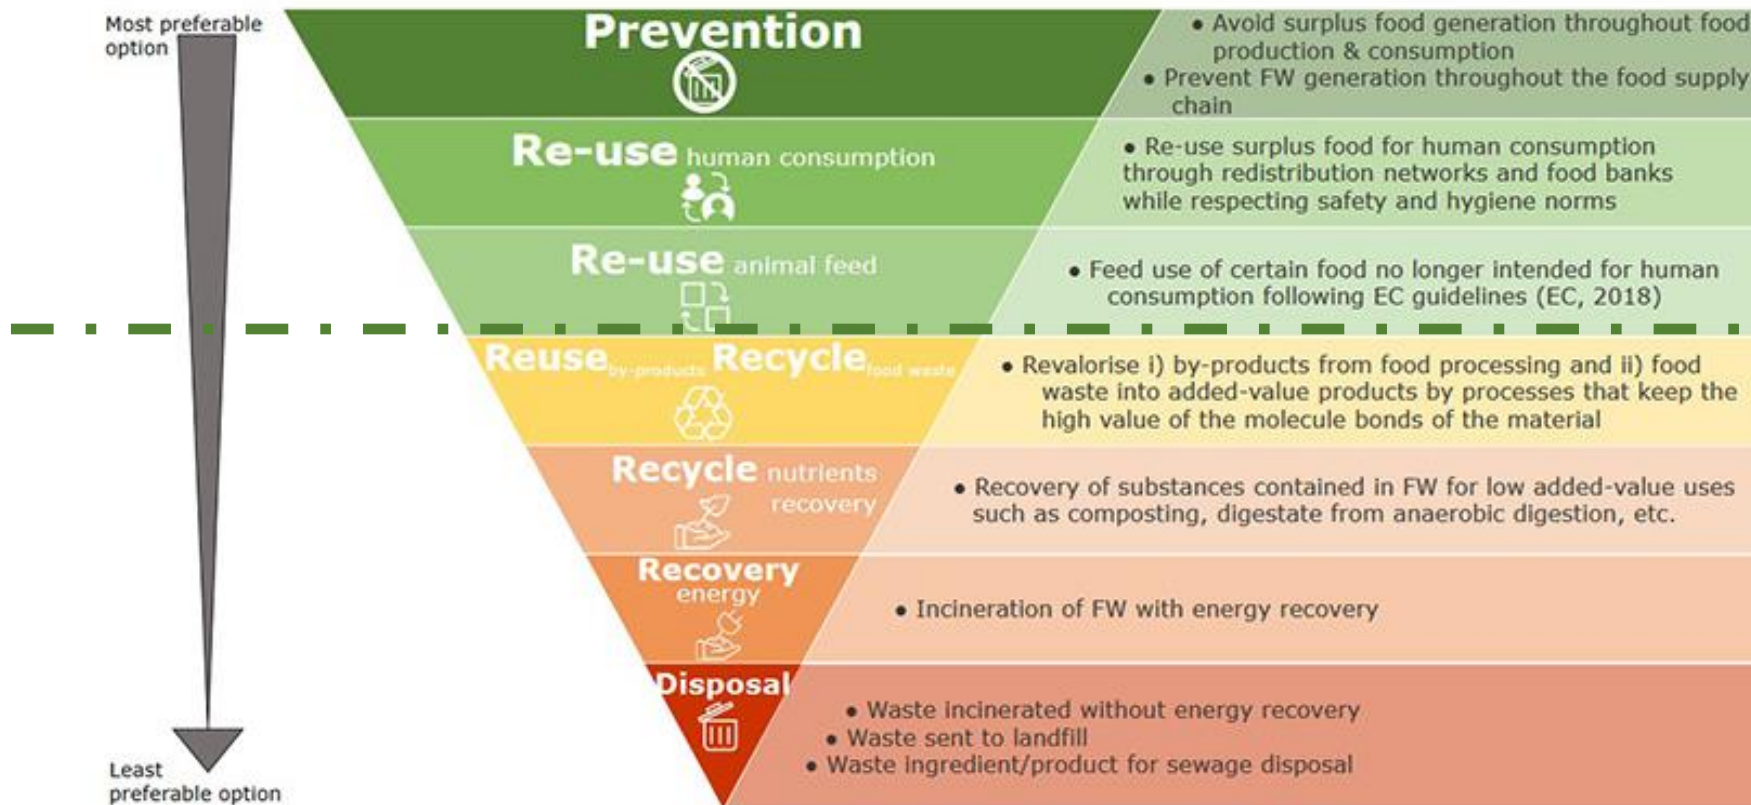 Most preferable
option
Prevention
• Avoid surplus food generation throughout food
production & consumption
• Prevent FW generation throughout the food supply
chain
Re-use human consumption
• Re-use surplus food for human consumption
through redistribution networks and food banks
while respecting safety and hygiene norms
Re-use animal feed
• Feed use of certain food no longer intended for human
consumption following EC guidelines (EC, 2018)
Reuse by-products Recycle food waste
• Revalorise i) by-products from food processing and ii) food
waste into added-value products by processes that keep the
high value of the molecule bonds of the material
Recycle nutrients
recovery
• Recovery of substances contained in FW for low added-value uses
such as composting, digestate from anaerobic digestion, etc.
Recovery
energy
• Incineration of FW with energy recovery
Disposal
• Waste incinerated without energy recovery
• Waste sent to landfill
• Waste ingredient/product for sewage disposal
Least
preferable option